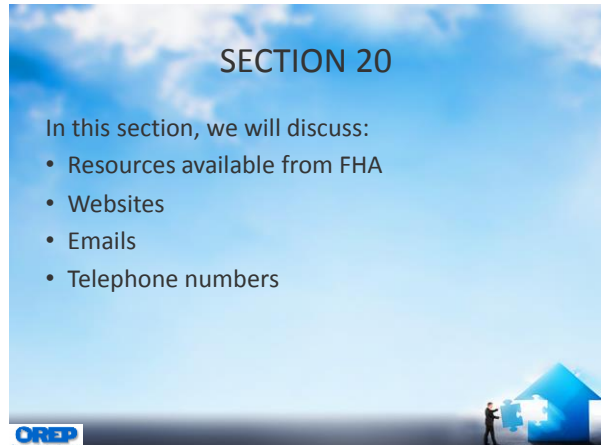 SECTION 20
In this section, we will discuss:
• Resources available from FHA
• Websites
• Emails
• Telephone numbers
OREP